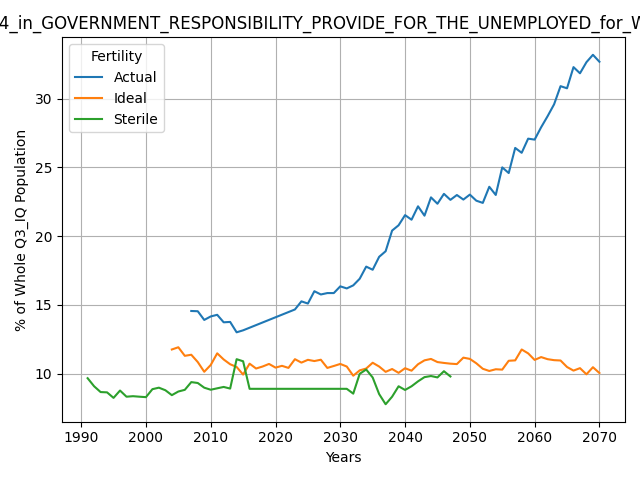 4_in_GOVERNMENT_RESPONSIBILITY_PROVIDE_FOR_THE_UNEMPLOYED_for_W
Fertility
Actual
Ideal
Sterile
% of Whole Q3_IQ Population
30
25
20
15
10
1990 2000 2010 2020 2030 2040 2050 2060 2070
Years